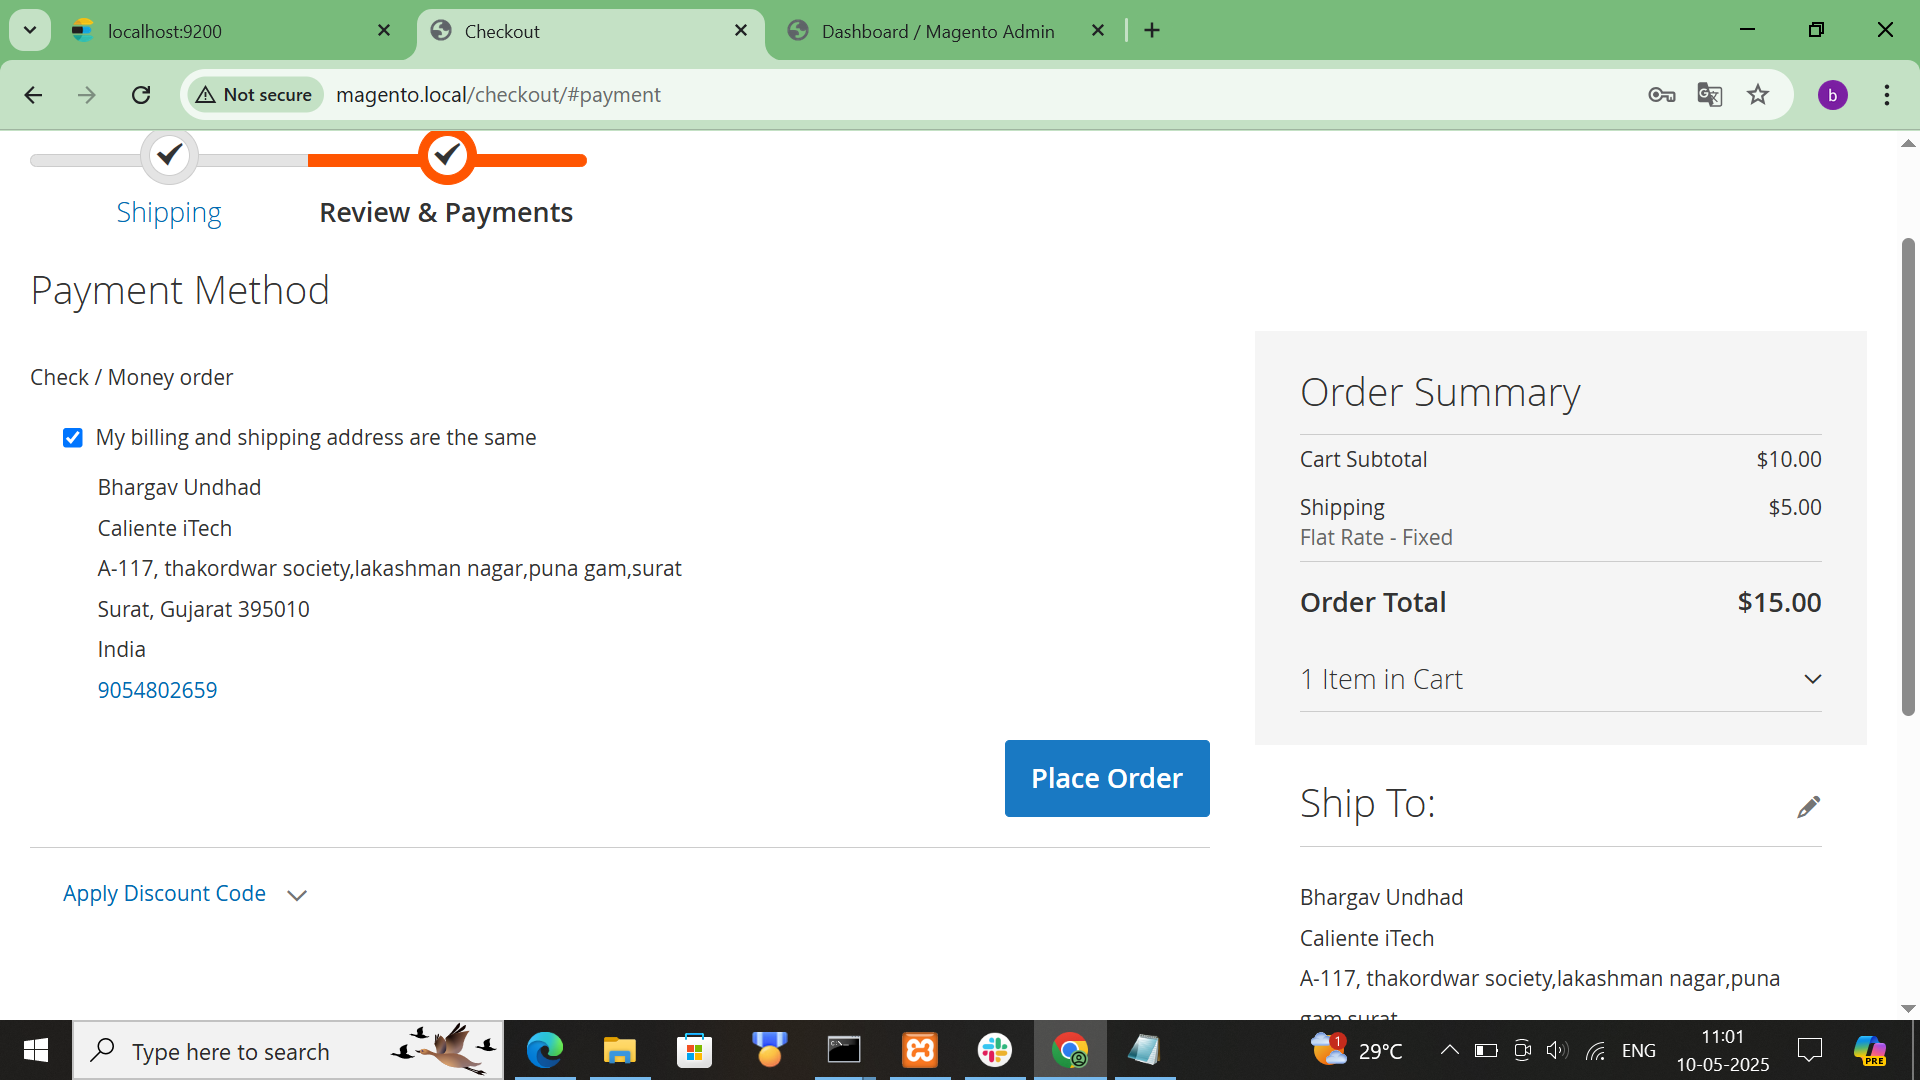 localhost:9200
Checkout
Dashboard / Magento Admin
Not secure
magento.local/checkout/#payment
b
Shipping
Review & Payments
Payment Method
Check / Money order
My billing and shipping address are the same
Bhargav Undhad
Caliente iTech
A-117, thakordwar society,lakashman nagar,puna gam,surat
Surat, Gujarat 395010
India
9054802659
Place Order
Apply Discount Code
Order Summary
Cart Subtotal $10.00
Shipping $5.00
Flat Rate - Fixed
Order Total $15.00
1 Item in Cart
Ship To:
Bhargav Undhad
Caliente iTech
A-117, thakordwar society,lakashman nagar,puna
gam,surat
Type here to search
1
29°C
ENG
11:01
10-05-2025
PRE